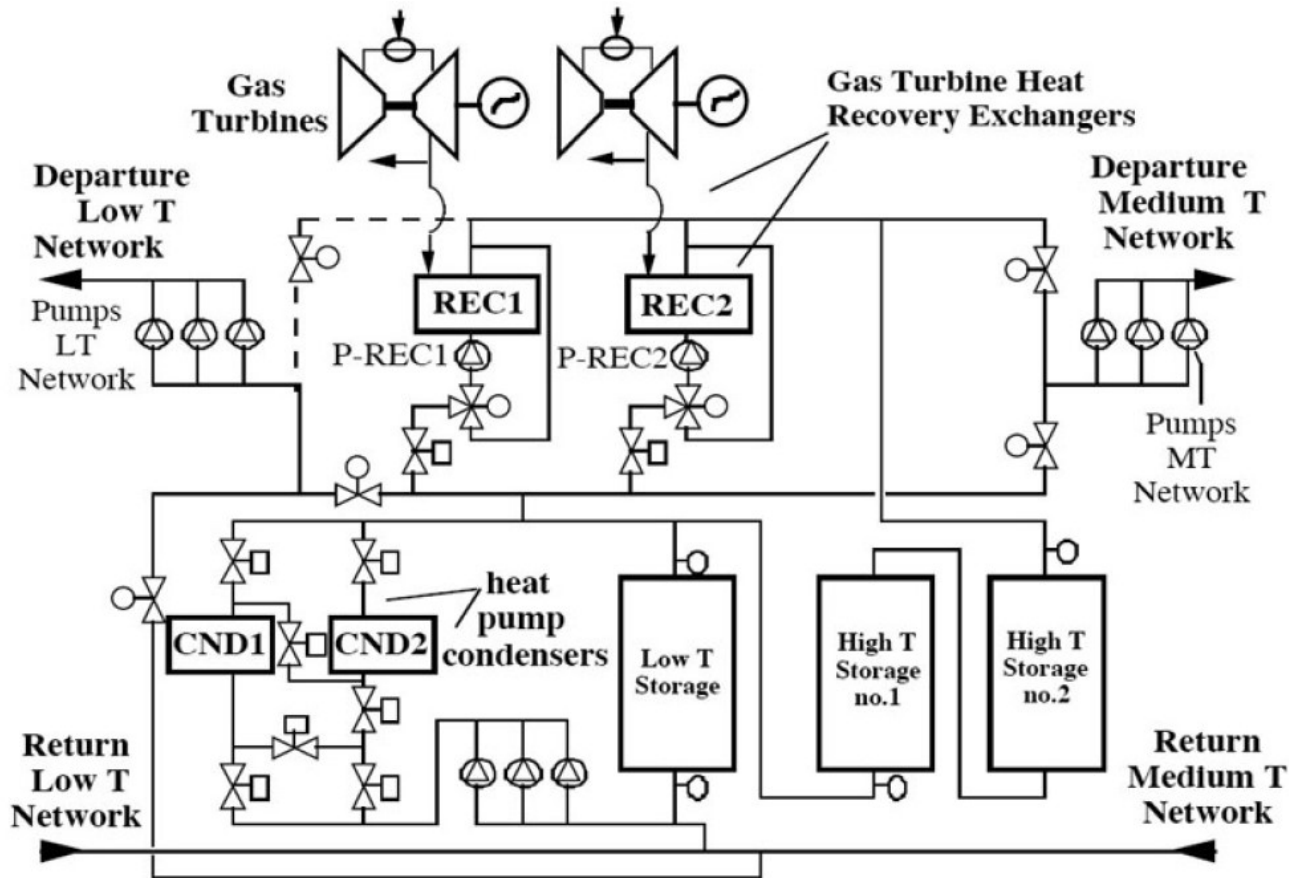 Gas
Turbines
Gas Turbine Heat
Recovery Exchangers
Departure
Low T
Network
Departure
Medium T
Network
Pumps
LT
Network
REC1
REC2
P-REC1
P-REC2
Pumps
MT
Network
heat
pump
condensers
CND1
CND2
Low T
Storage
High T
Storage
no.1
High T
Storage
no.2
Return
Low T
Network
Return
Medium T
Network